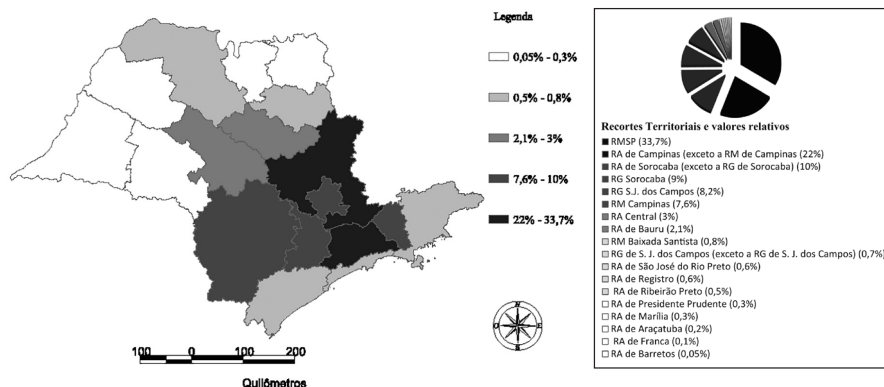 Legenda
0,05% - 0,3%
0,5% - 0,8%
2,1% - 3%
7,6% - 10%
22% - 33,7%
N
O
E
S
100 0 100 200
Quilômetros
Recortes Territoriais e valores relativos
RMSP (33,7%)
RA de Campinas (exceto a RM de Campinas (22%)
RA de Sorocaba (exceto a RG de Sorocaba) (10%)
RG Sorocaba (9%)
RG S.J. dos Campos (8,2%)
RM Campinas (7,6%)
RA Central (3%)
RA de Bauru (2,1%)
RM Baixada Santista (0,8%)
RG de S. J. dos Campos (exceto a RG de S. J. dos Campos) (0,7%)
RA de São José do Rio Preto (0,6%)
RA de Registro (0,6%)
RA de Ribeirão Preto (0,5%)
RA de Presidente Prudente (0,3%)
RA de Marília (0,3%)
RA de Araçatuba (0,2%)
RA de Franca (0,1%)
RA de Barretos (0,05%)